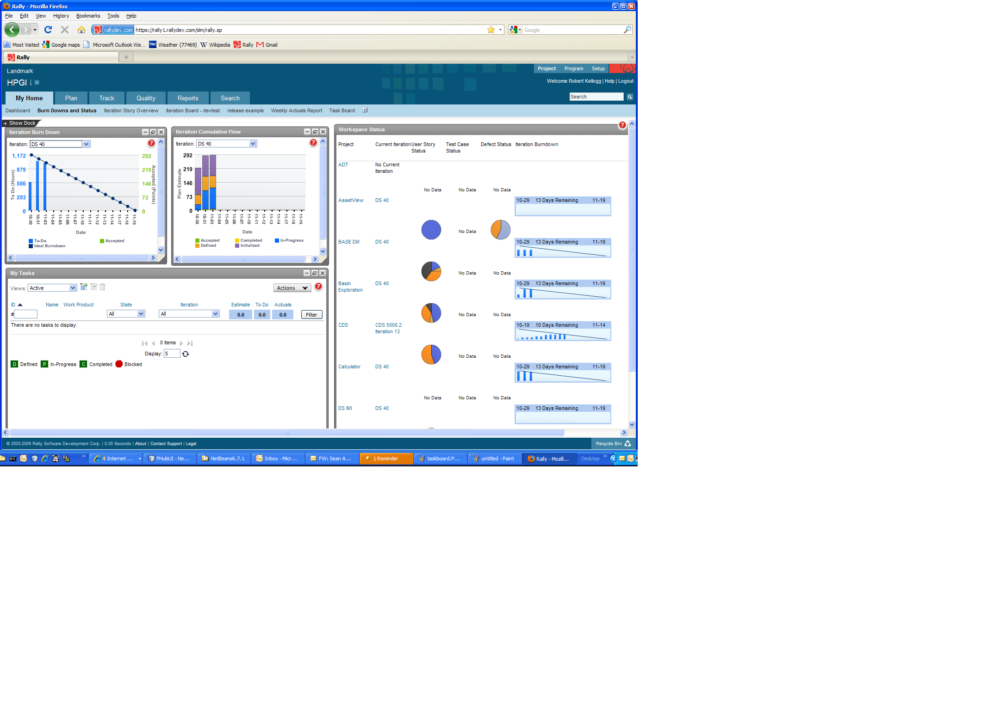 Rally - Mozilla Firefox
File Edit View History Bookmarks Tools Help
rallydev.com https://rally1.rallydev.com/slm/rally.sp Google
Most Visited Google maps Microsoft Outlook We... TWC Weather (77469) W Wikipedia Rally Gmail
Rally
Landmark
Project Program Setup
HPGI
Welcome Robert Kellogg | Help | Logout
My Home Plan Track Quality Reports Search
Search
Dashboard Burn Downs and Status Iteration Story Overview Iteration Board - devtest release example Weekly Actuals Report Task Board
+ Show Dock
Iteration Burn Down
Iteration: DS 40
To Do (Hours)
1,172
879
586
293
0
Accepted (Points)
292
219
146
73
0
10-30 10-31 11-03 11-04 11-05 11-06 11-07 11-10 11-11 11-12 11-13 11-14 11-17 11-18 11-19
Date
To-Do Accepted
Ideal Burndown
Iteration Cumulative Flow
Iteration: DS 40
Plan Estimate
292
219
146
73
0
10-30 10-31 11-03 11-04 11-05 11-06 11-07 11-10 11-11 11-12 11-13 11-14 11-17 11-18 11-19
Date
Accepted Completed In-Progress
Defined Initialized
My Tasks
Views: Active
Actions
ID Name Work Product State Iteration Estimate To Do Actuals
# All All 0.0 0.0 0.0 Filter
There are no tasks to display.
0 Items
Display: 5
D Defined P In-Progress C Completed Blocked
Workspace Status
Project Current Iteration User Story Status Test Case Status Defect Status Iteration Burndown
ADT No Current Iteration
No Data No Data No Data
AssetView DS 40 10-29 13 Days Remaining 11-19
No Data
BASE DM DS 40 10-29 13 Days Remaining 11-19
No Data No Data
Basin Exploration DS 40 10-29 13 Days Remaining 11-19
No Data No Data
CDS CDS 5000.2 Iteration 13 10-19 10 Days Remaining 11-14
No Data No Data
Calculator DS 40 10-29 13 Days Remaining 11-19
No Data No Data No Data
DS IMI DS 40 10-29 13 Days Remaining 11-19
© 2003-2009 Rally Software Development Corp. | 0.05 Seconds | About | Contact Support | Legal
Recycle Bin
4 Internet ... PHubUI - Ne... NetBeans6.7.1 Inbox - Micr... FW: Sean A... 1 Reminder taskboard.P... untitled - Paint Rally - Mozill... Desktop